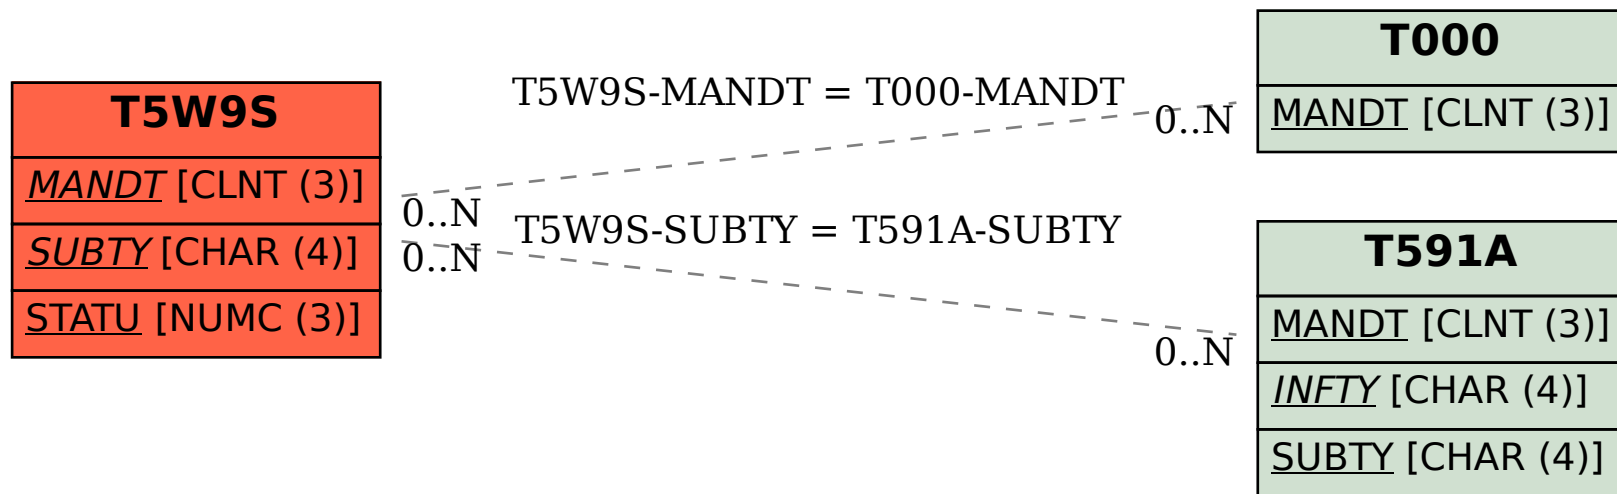 T5W9S
MANDT [CLNT (3)]
SUBTY [CHAR (4)]
STATU [NUMC (3)]
T5W9S-MANDT = T000-MANDT
0..N
0..N
T5W9S-SUBTY = T591A-SUBTY
0..N
0..N
T000
MANDT [CLNT (3)]
T591A
MANDT [CLNT (3)]
INFTY [CHAR (4)]
SUBTY [CHAR (4)]